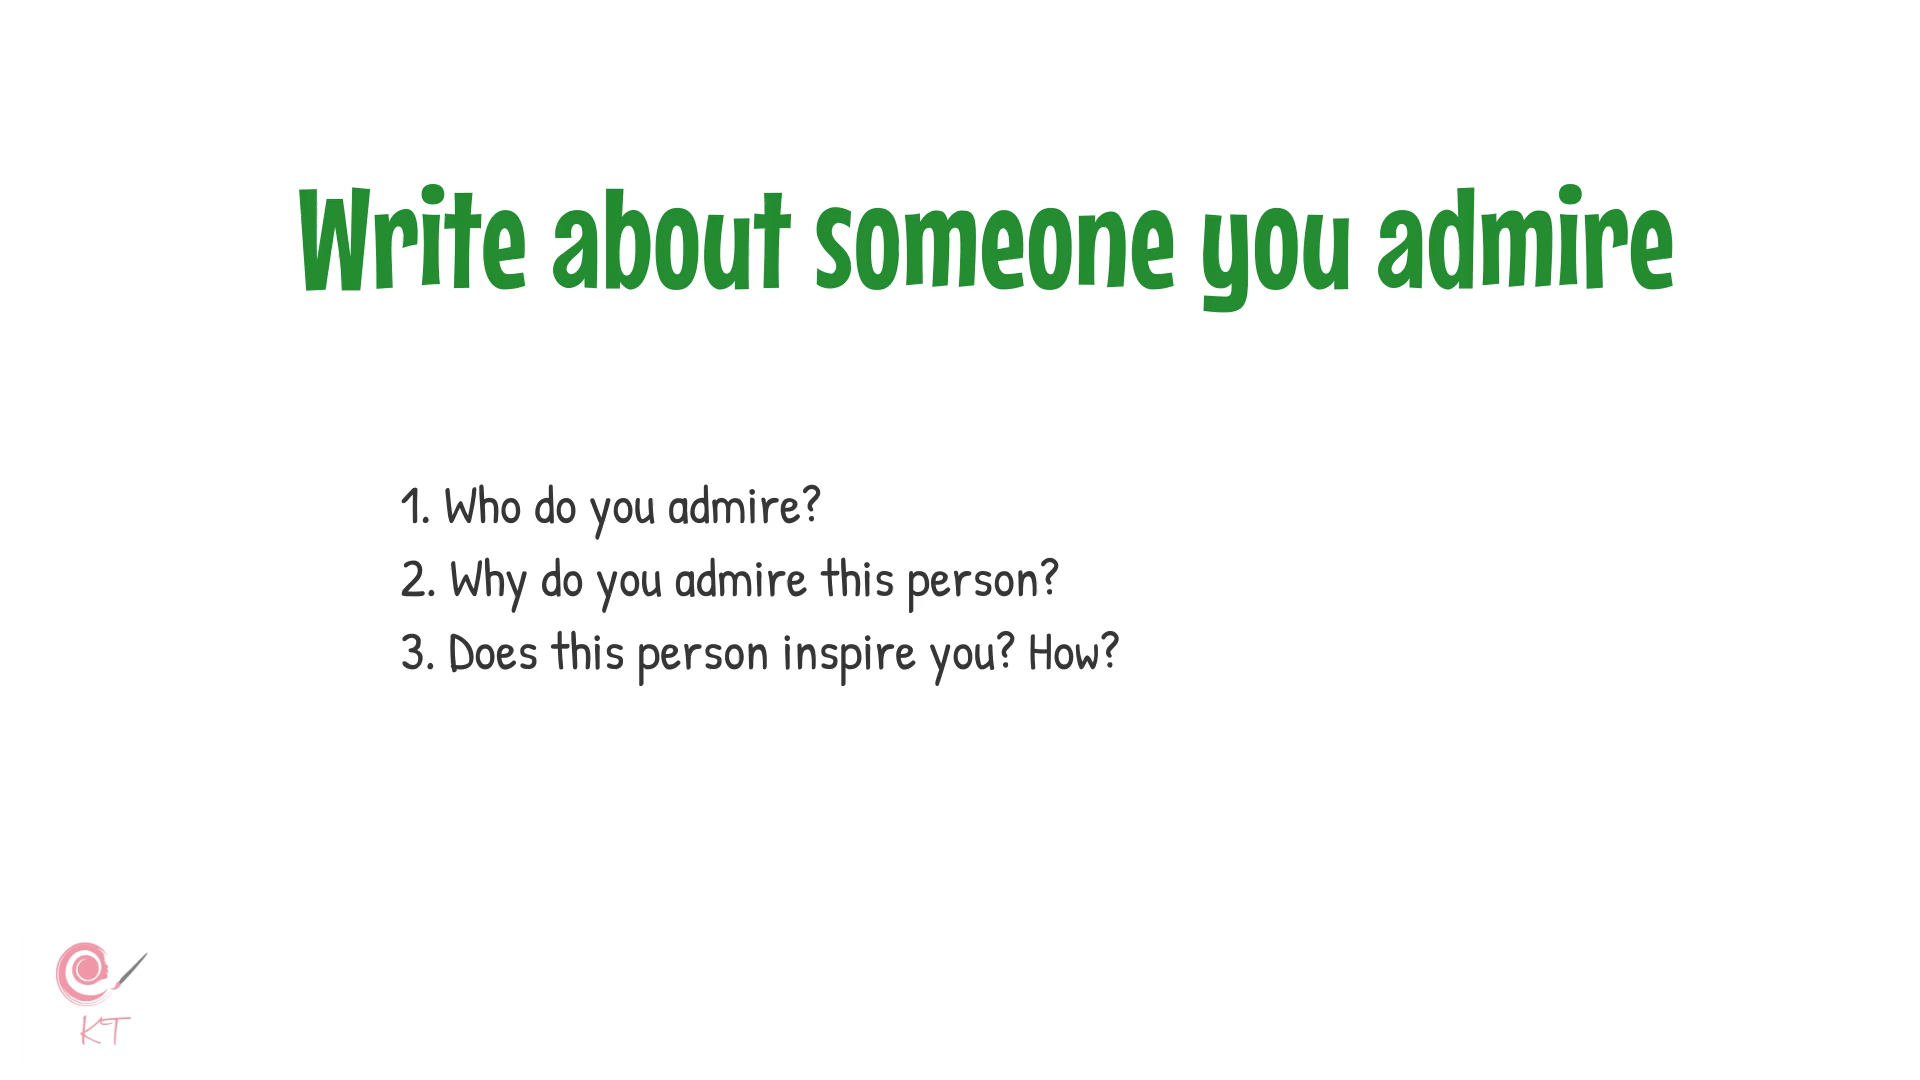 Write about someone you admire
1. Who do you admire?
2. Why do you admire this person?
3. Does this person inspire you? How?
KT